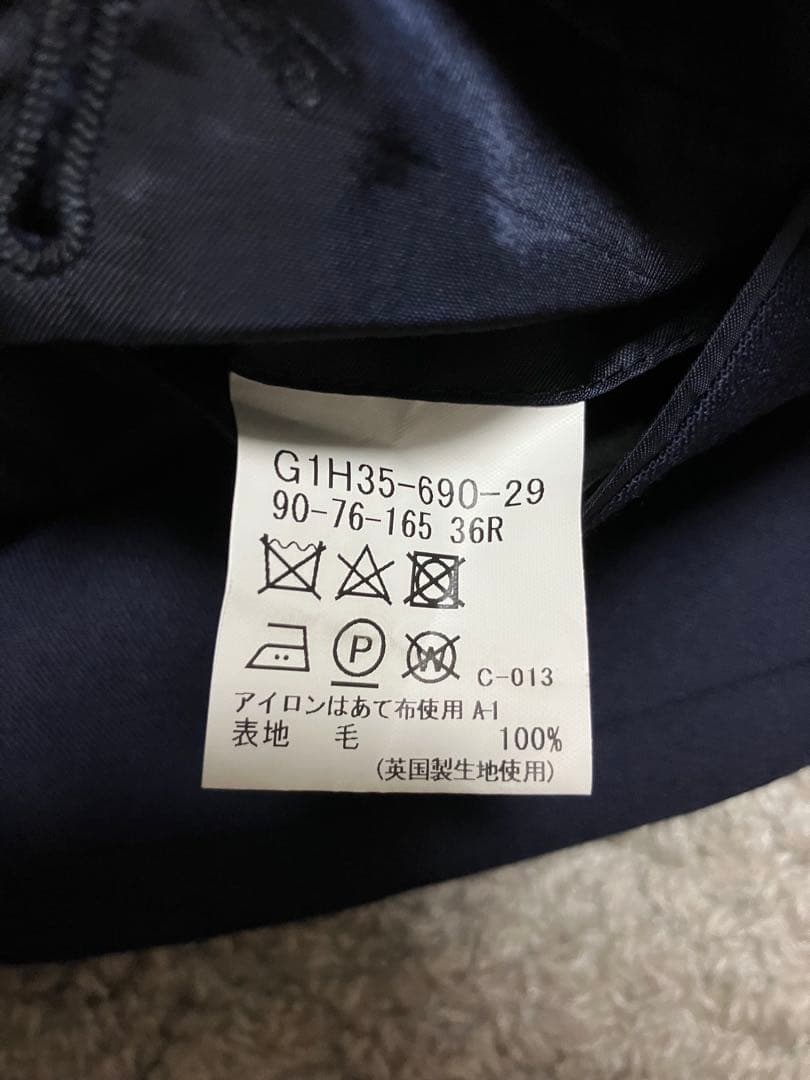 G1H35-690-29
90-76-165 36R
P W C-013
アイロンはあて布使用 A-1
表地 毛 100%
(英国製生地使用)